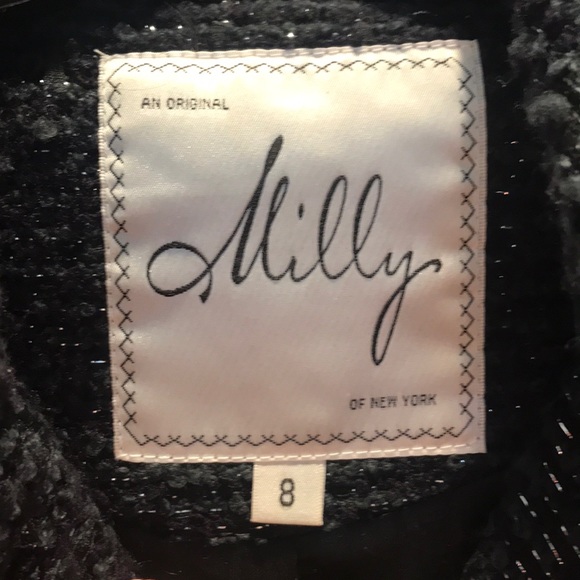 AN ORIGINAL
Milly
OF NEW YORK
8